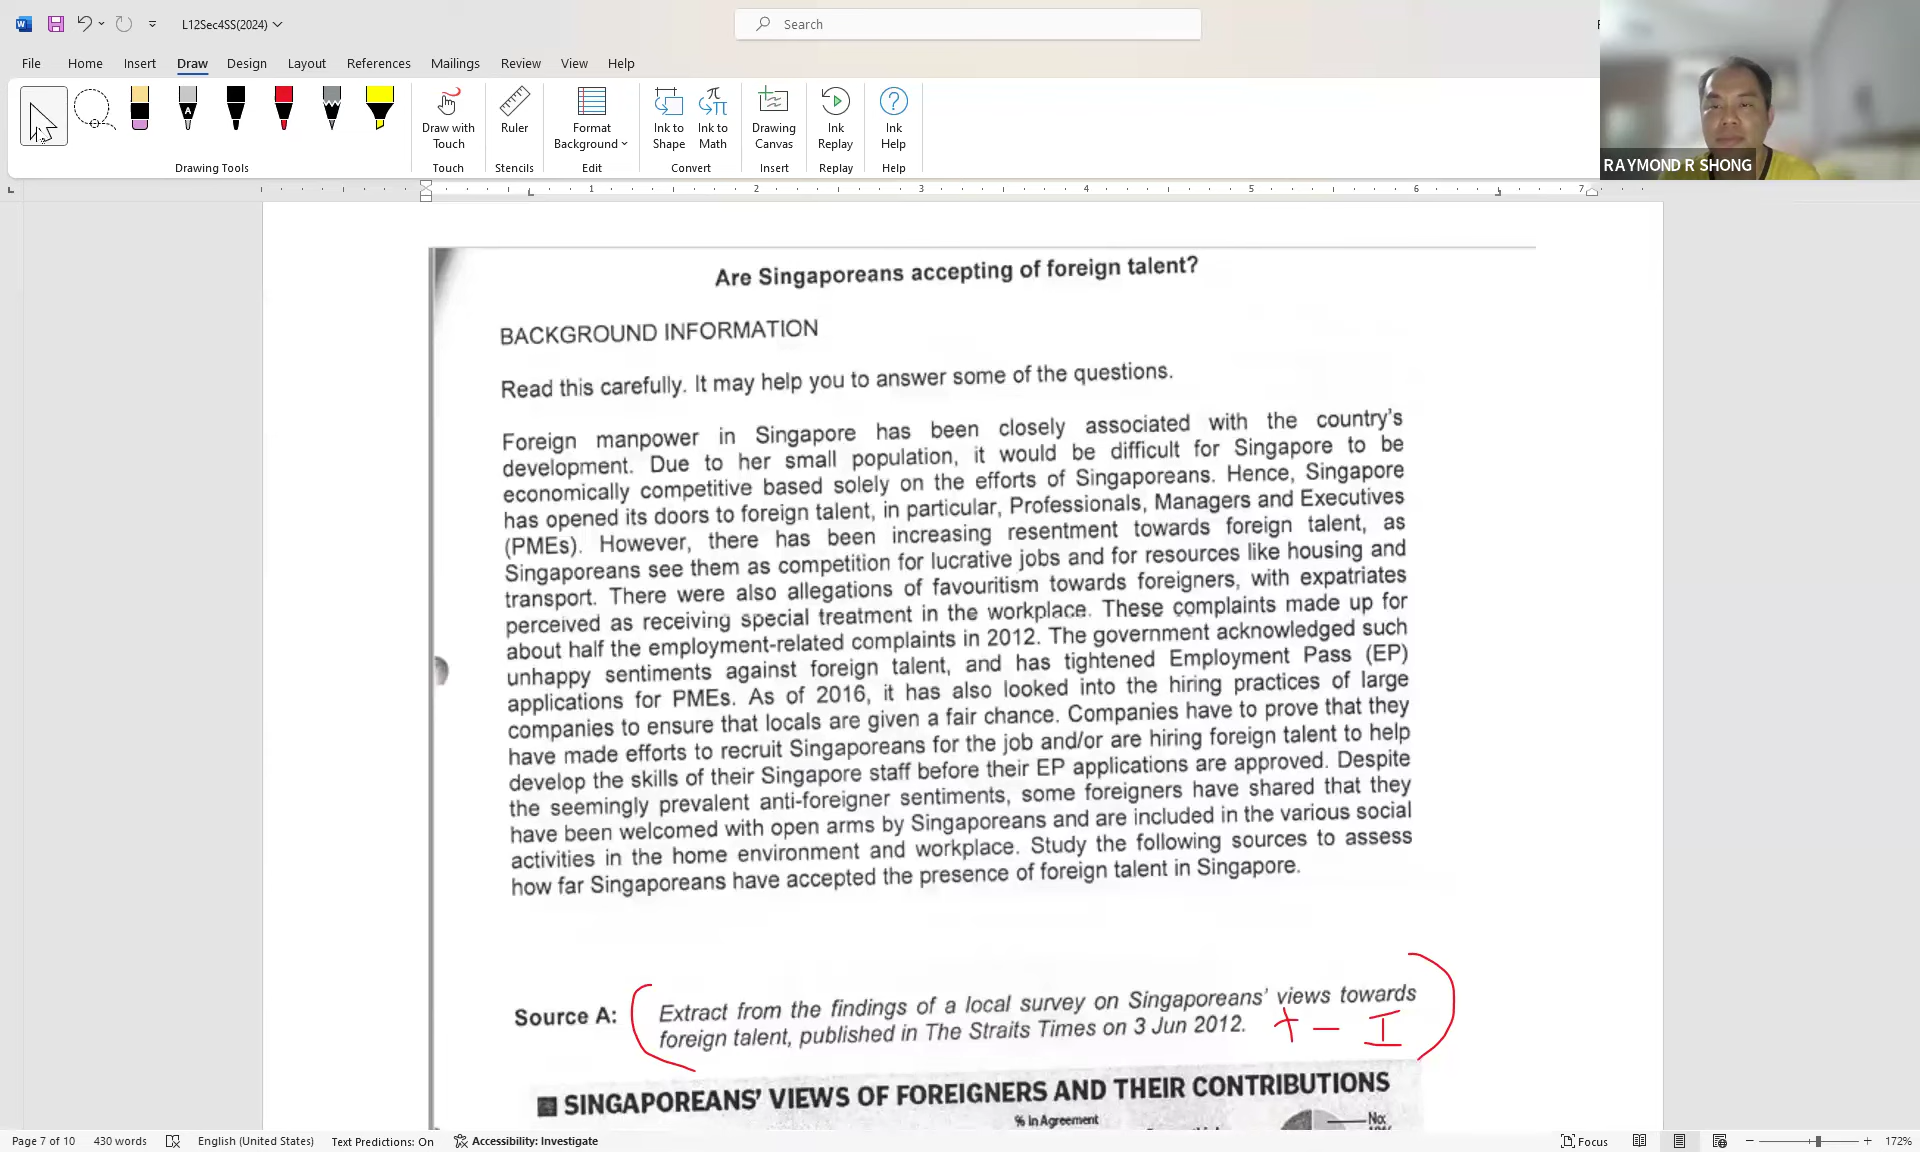 L12Sec4SS(2024)
Search
File Home Insert Draw Design Layout References Mailings Review View Help
Draw with Touch
Ruler
Format Background
Ink to Shape
Ink to Math
Drawing Canvas
Ink Replay
Ink Help
Drawing Tools Touch Stencils Edit Convert Insert Replay Help
RAYMOND R SHONG
1 2 3 4 5 6 7
Are Singaporeans accepting of foreign talent?
BACKGROUND INFORMATION
Read this carefully. It may help you to answer some of the questions.
Foreign manpower in Singapore has been closely associated with the country's
development. Due to her small population, it would be difficult for Singapore to be
economically competitive based solely on the efforts of Singaporeans. Hence, Singapore
has opened its doors to foreign talent, in particular, Professionals, Managers and Executives
(PMEs). However, there has been increasing resentment towards foreign talent, as
Singaporeans see them as competition for lucrative jobs and for resources like housing and
transport. There were also allegations of favouritism towards foreigners, with expatriates
perceived as receiving special treatment in the workplace. These complaints made up for
about half the employment-related complaints in 2012. The government acknowledged such
unhappy sentiments against foreign talent, and has tightened Employment Pass (EP)
applications for PMEs. As of 2016, it has also looked into the hiring practices of large
companies to ensure that locals are given a fair chance. Companies have to prove that they
have made efforts to recruit Singaporeans for the job and/or are hiring foreign talent to help
develop the skills of their Singapore staff before their EP applications are approved. Despite
the seemingly prevalent anti-foreigner sentiments, some foreigners have shared that they
have been welcomed with open arms by Singaporeans and are included in the various social
activities in the home environment and workplace. Study the following sources to assess
how far Singaporeans have accepted the presence of foreign talent in Singapore.
Source A: Extract from the findings of a local survey on Singaporeans' views towards
foreign talent, published in The Straits Times on 3 Jun 2012. + − I
SINGAPOREANS' VIEWS OF FOREIGNERS AND THEIR CONTRIBUTIONS
% in Agreement
No:
Page 7 of 10 430 words English (United States) Text Predictions: On Accessibility: Investigate Focus 172%